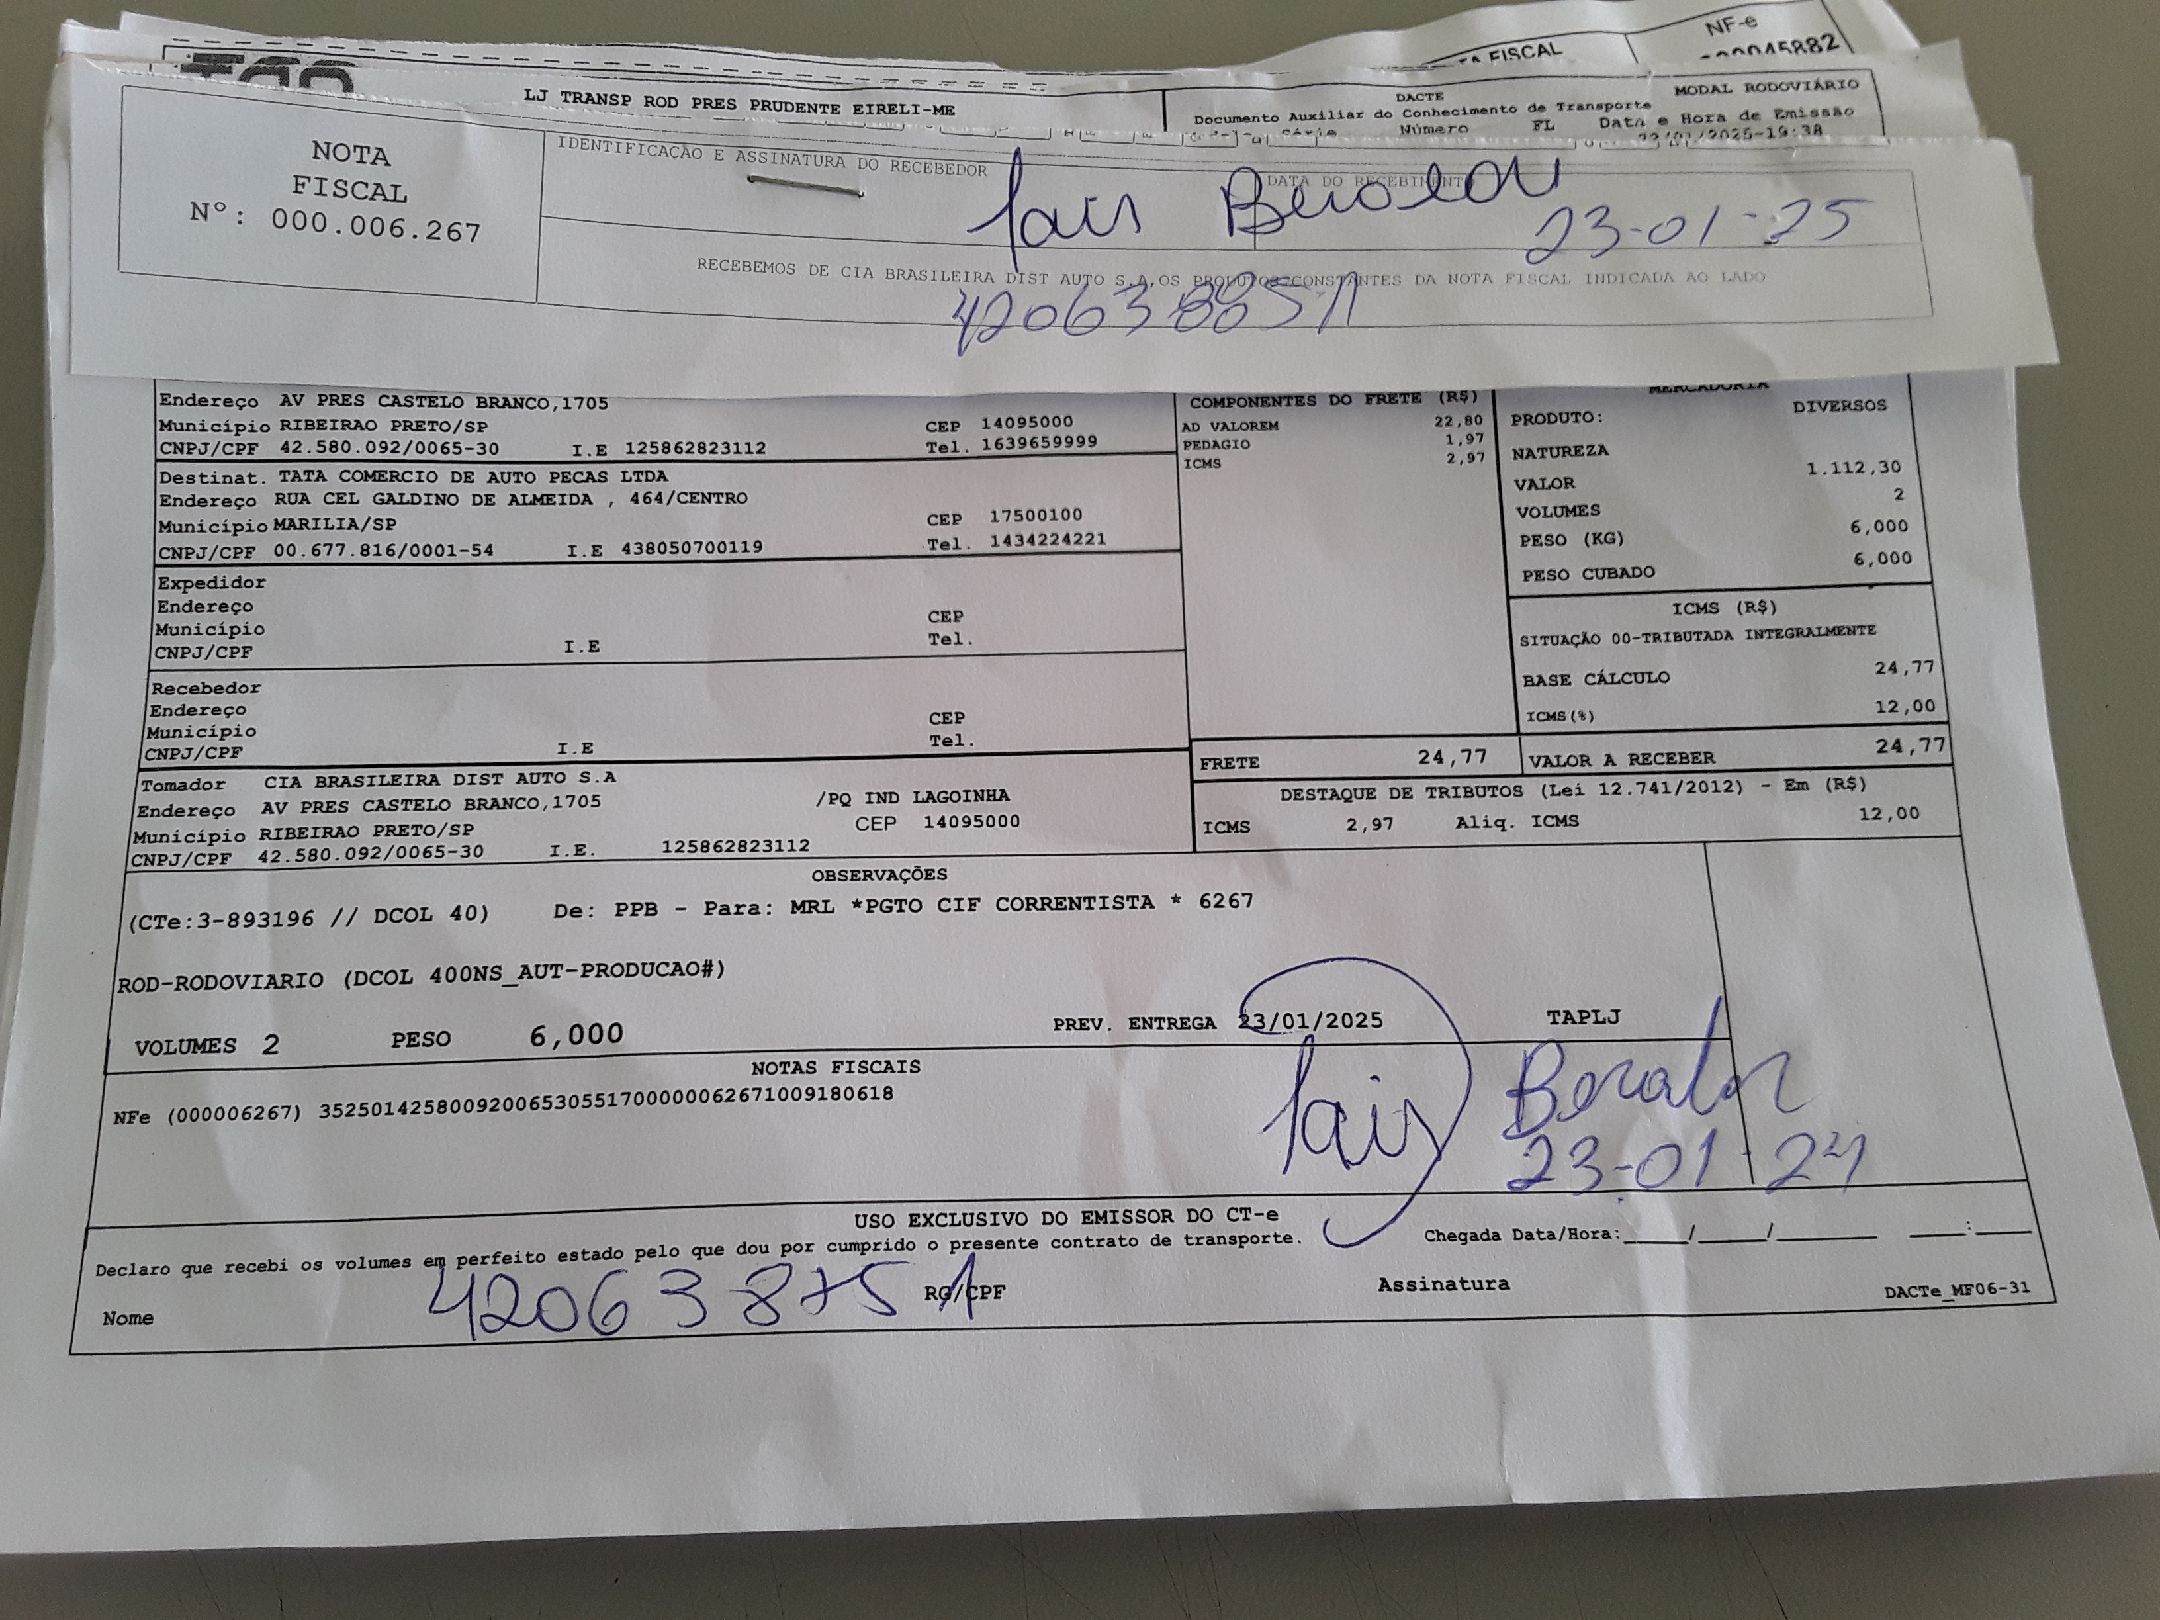 NF-e
FISCAL
LJ TRANSP ROD PRES PRUDENTE EIRELI-ME
DACTE
MODAL RODOVIÁRIO
Documento Auxiliar do Conhecimento de Transporte
Número FL Data e Hora de Emissão
NOTA
FISCAL
Nº: 000.006.267
IDENTIFICAÇÃO E ASSINATURA DO RECEBEDOR
DATA DO RECEBIMENTO
23-01-25
RECEBEMOS DE CIA BRASILEIRA DIST AUTO S.A,OS PRODUTOS CONSTANTES DA NOTA FISCAL INDICADA AO LADO
Endereço AV PRES CASTELO BRANCO,1705
Município RIBEIRAO PRETO/SP CEP 14095000
CNPJ/CPF 42.580.092/0065-30 I.E 125862823112 Tel. 1639659999
Destinat. TATA COMERCIO DE AUTO PECAS LTDA
Endereço RUA CEL GALDINO DE ALMEIDA , 464/CENTRO
Município MARILIA/SP CEP 17500100
CNPJ/CPF 00.677.816/0001-54 I.E 438050700119 Tel. 1434224221
Expedidor
Endereço
Município CEP
CNPJ/CPF I.E Tel.
Recebedor
Endereço
Município CEP
CNPJ/CPF I.E Tel.
Tomador CIA BRASILEIRA DIST AUTO S.A
Endereço AV PRES CASTELO BRANCO,1705 /PQ IND LAGOINHA
Município RIBEIRAO PRETO/SP CEP 14095000
CNPJ/CPF 42.580.092/0065-30 I.E. 125862823112
COMPONENTES DO FRETE (R$)
AD VALOREM 22,80
PEDAGIO 1,97
ICMS 2,97
MERCADORIA
PRODUTO: DIVERSOS
NATUREZA
VALOR 1.112,30
VOLUMES 2
PESO (KG) 6,000
PESO CUBADO 6,000
ICMS (R$)
SITUAÇÃO 00-TRIBUTADA INTEGRALMENTE
BASE CÁLCULO 24,77
ICMS(%) 12,00
FRETE 24,77 VALOR A RECEBER 24,77
DESTAQUE DE TRIBUTOS (Lei 12.741/2012) - Em (R$)
ICMS 2,97 Aliq. ICMS 12,00
OBSERVAÇÕES
(CTe:3-893196 // DCOL 40) De: PPB - Para: MRL *PGTO CIF CORRENTISTA * 6267
ROD-RODOVIARIO (DCOL 400NS_AUT-PRODUCAO#)
VOLUMES 2 PESO 6,000 PREV. ENTREGA 23/01/2025 TAPLJ
NOTAS FISCAIS
NFe (000006267) 35250142580092006530551700000062671009180618
23-01-24
USO EXCLUSIVO DO EMISSOR DO CT-e
Declaro que recebi os volumes em perfeito estado pelo que dou por cumprido o presente contrato de transporte. Chegada Data/Hora:____/____/______ ___:___
Nome RG/CPF Assinatura DACTe_MF06-31